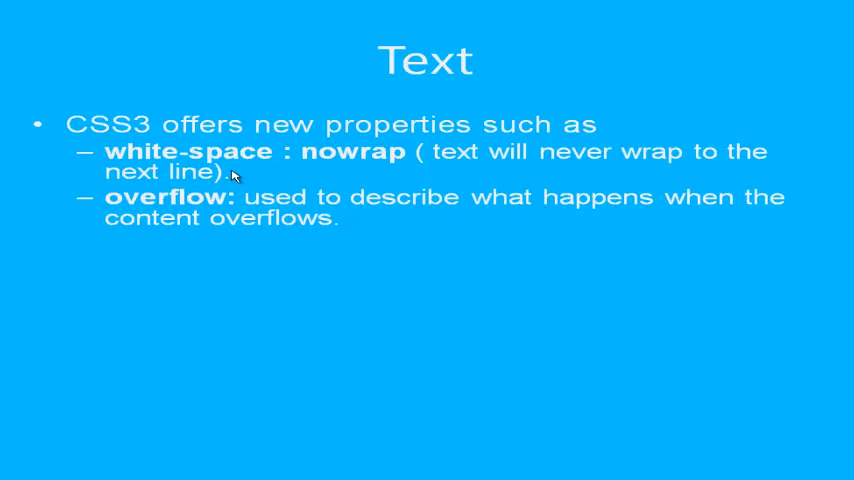 Text
• CSS3 offers new properties such as
– white-space : nowrap ( text will never wrap to the
next line).
– overflow: used to describe what happens when the
content overflows.